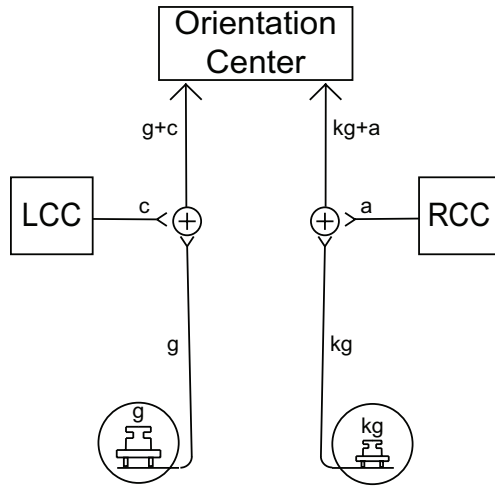 Orientation
Center
g+c
kg+a
LCC
c
+
+
a
RCC
g
kg
g
kg